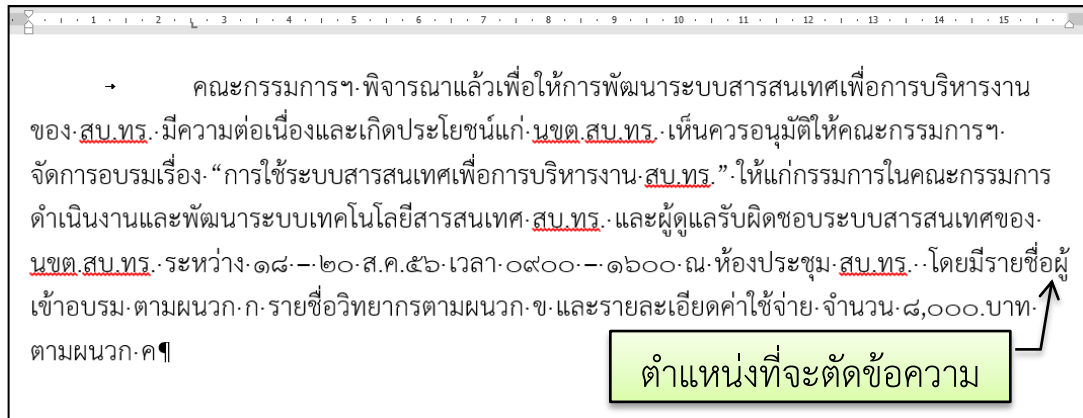 1 2 3 4 5 6 7 8 9 10 11 12 13 14 15
คณะกรรมการฯ พิจารณาแล้วเพื่อให้การพัฒนาระบบสารสนเทศเพื่อการบริหารงาน
ของ สบ.ทร. มีความต่อเนื่องและเกิดประโยชน์แก่ นขต.สบ.ทร. เห็นควรอนุมัติให้คณะกรรมการฯ
จัดการอบรมเรื่อง “การใช้ระบบสารสนเทศเพื่อการบริหารงาน สบ.ทร.” ให้แก่กรรมการในคณะกรรมการ
ดำเนินงานและพัฒนาระบบเทคโนโลยีสารสนเทศ สบ.ทร. และผู้ดูแลรับผิดชอบระบบสารสนเทศของ
นขต.สบ.ทร. ระหว่าง ๑๘ – ๒๐ ส.ค.๕๖ เวลา ๐๙๐๐ – ๑๖๐๐ ณ ห้องประชุม สบ.ทร.  โดยมีรายชื่อผู้
เข้าอบรม ตามผนวก ก รายชื่อวิทยากรตามผนวก ข และรายละเอียดค่าใช้จ่าย จำนวน ๘,๐๐๐.บาท
ตามผนวก ค¶
ตำแหน่งที่จะตัดข้อความ